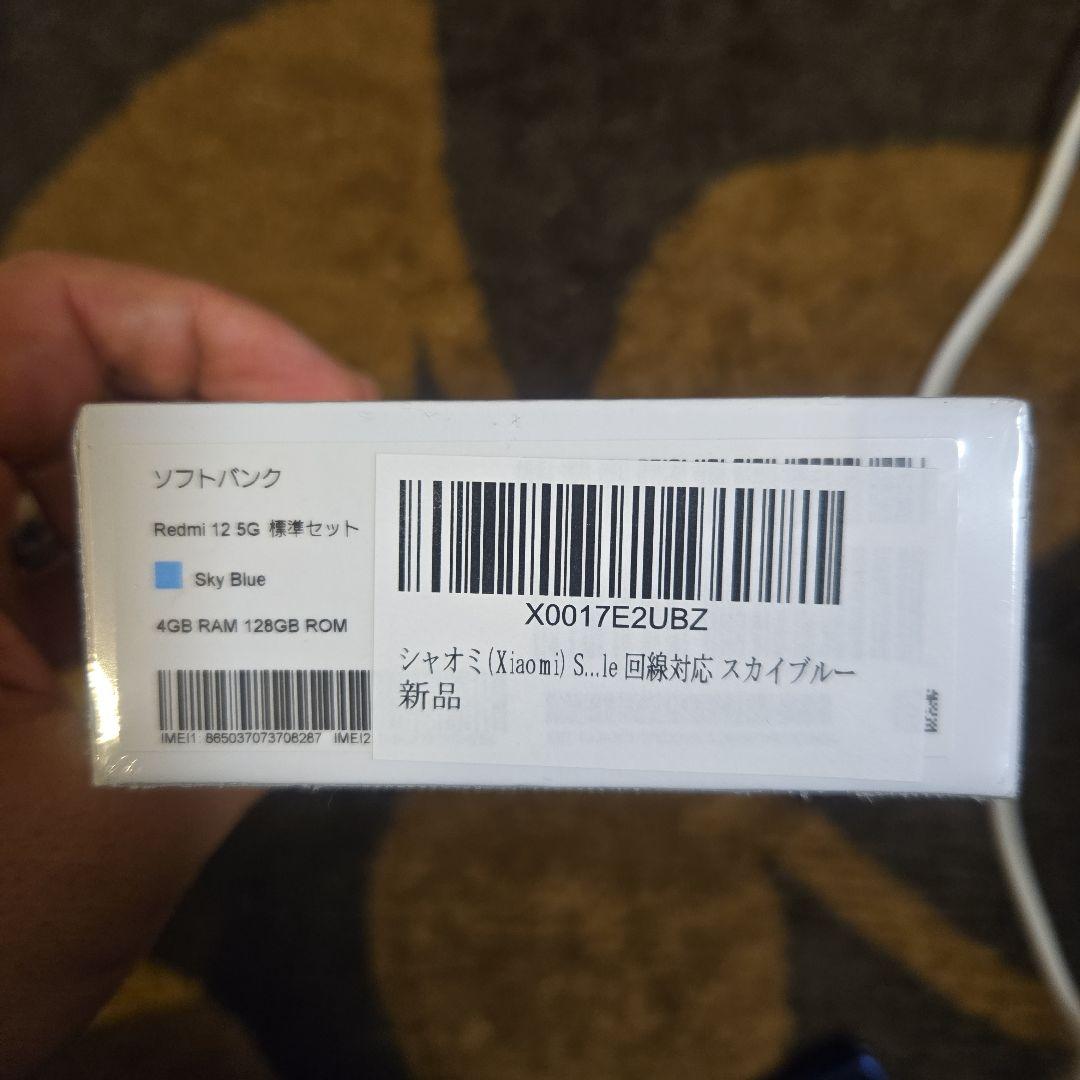 ソフトバンク
Redmi 12 5G 標準セット
Sky Blue
4GB RAM 128GB ROM
IMEI1: 865037073708287 IMEI2
X0017E2UBZ
シャオミ(Xiaomi) S...le 回線対応 スカイブルー
新品